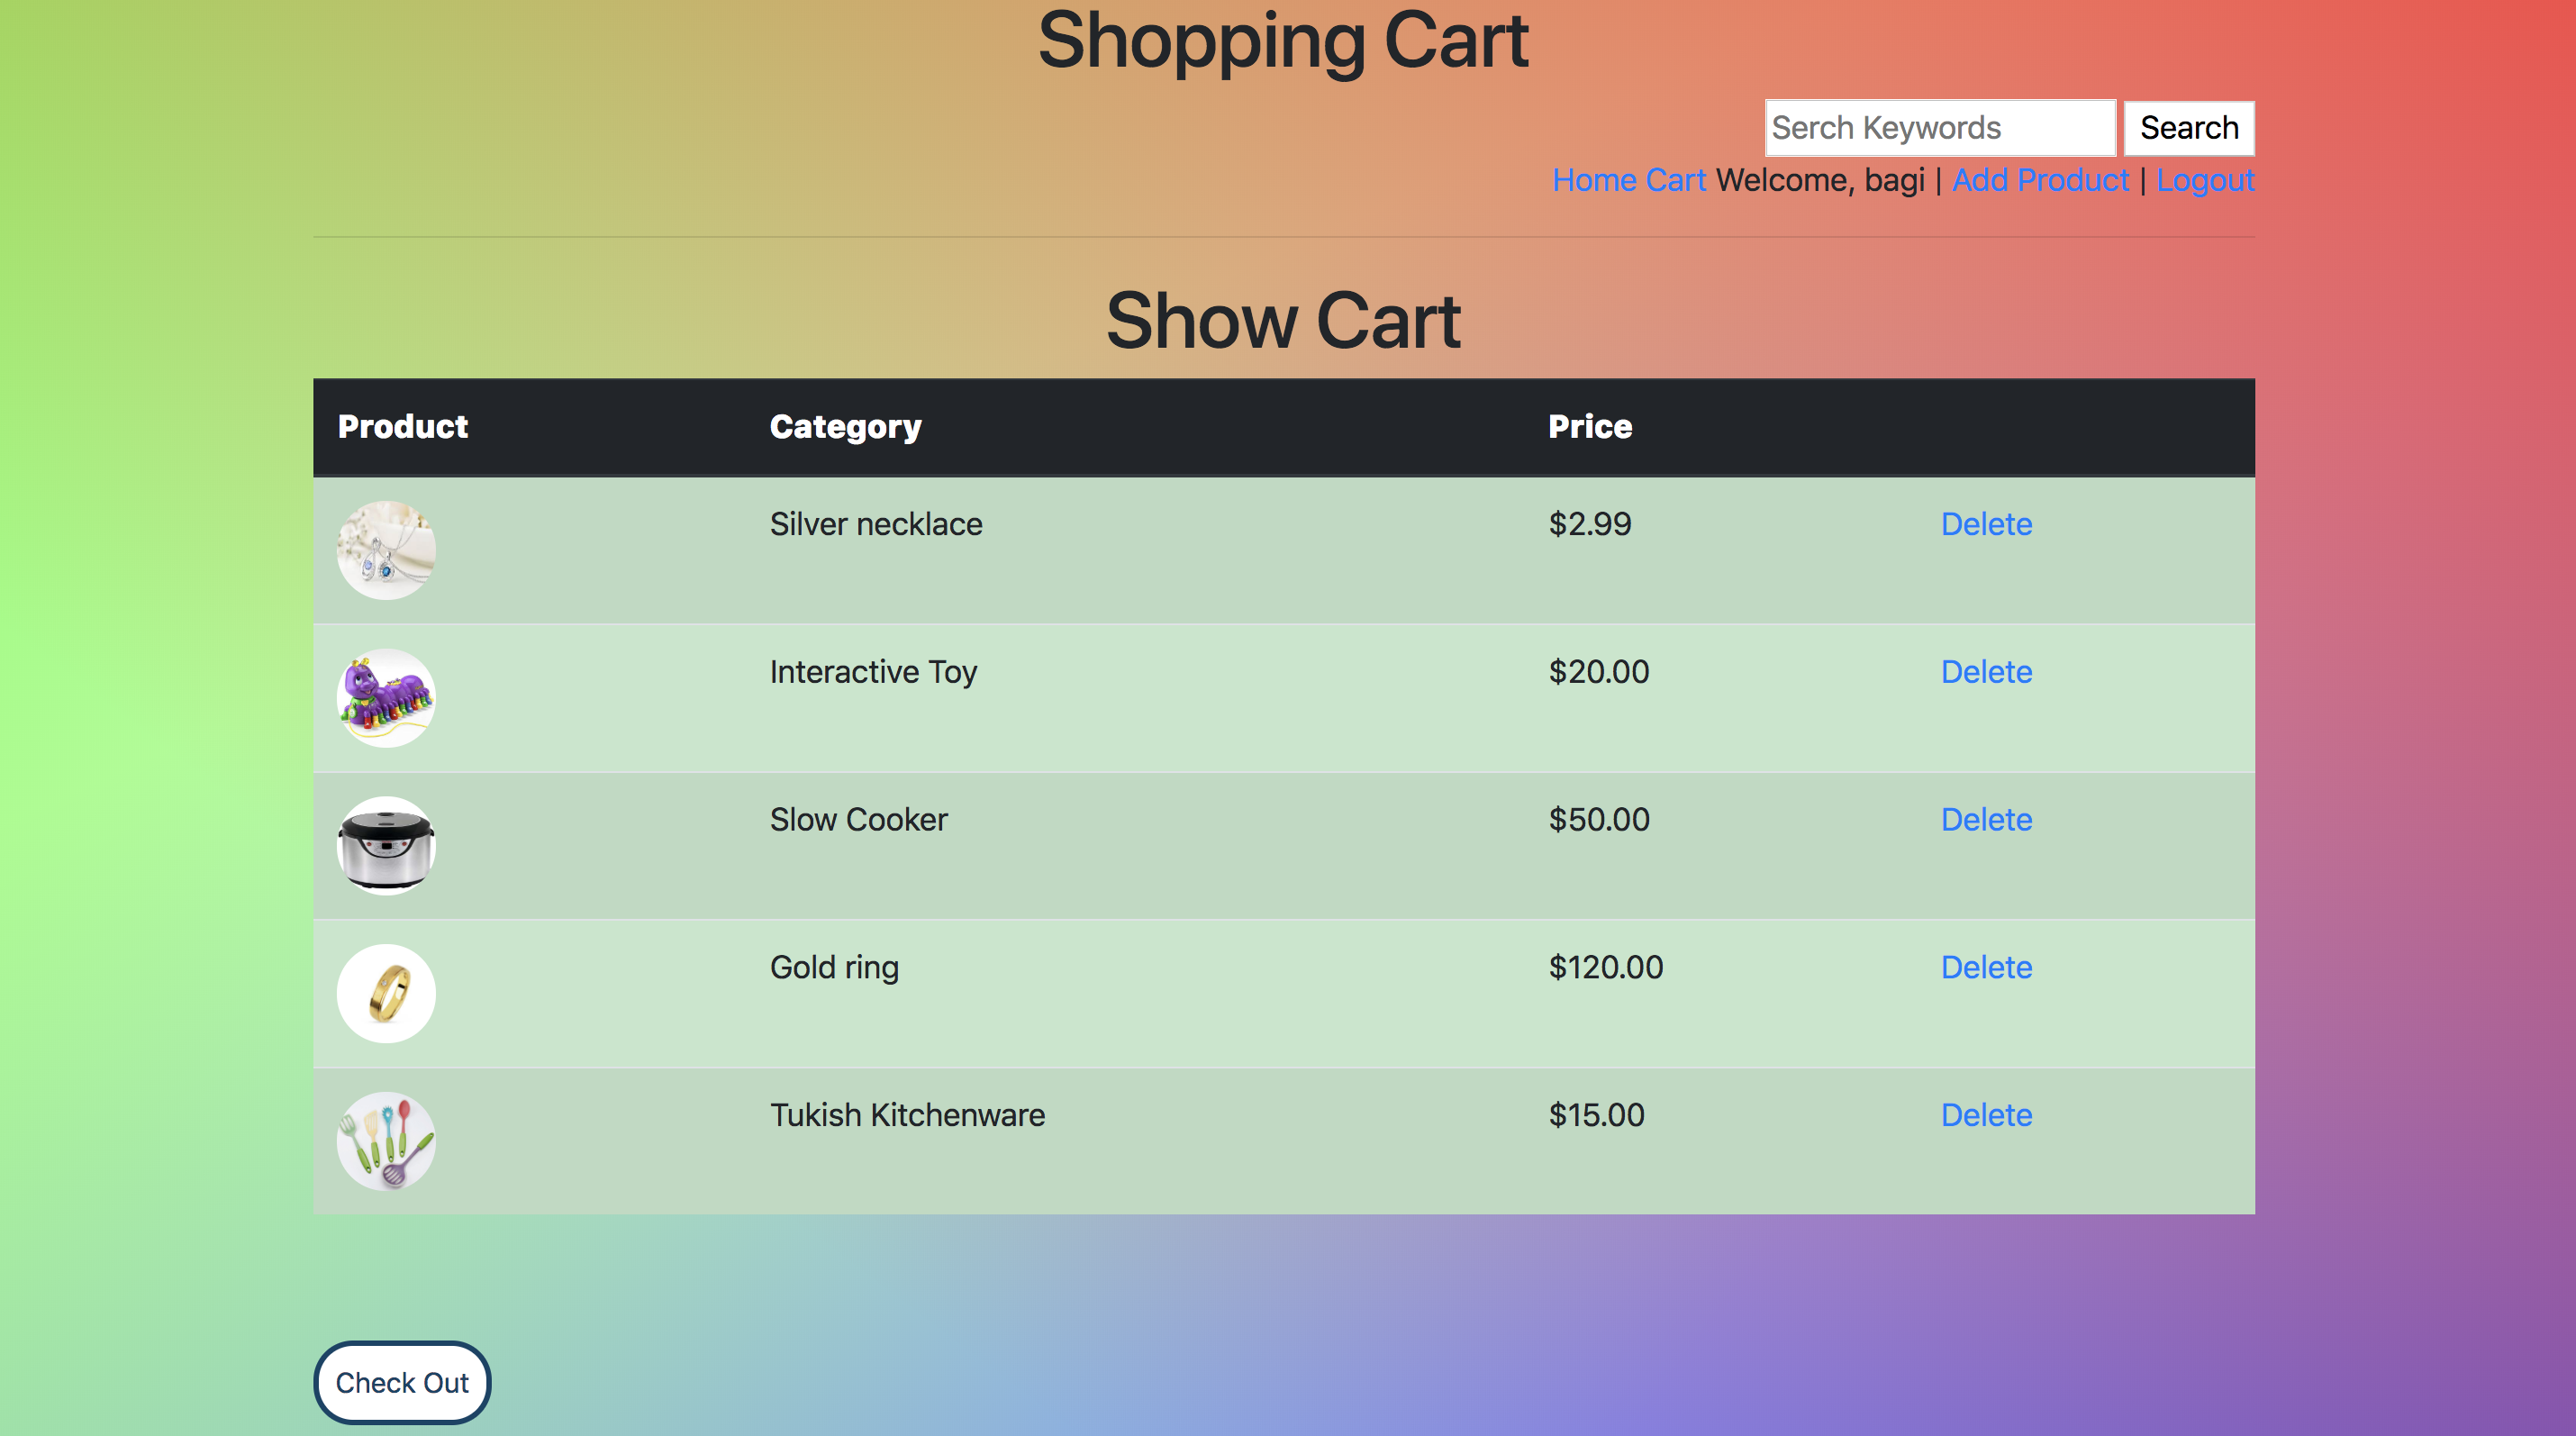 Shopping Cart
Serch Keywords Search
Home Cart Welcome, bagi | Add Product | Logout
Show Cart
Product Category Price
Silver necklace $2.99 Delete
Interactive Toy $20.00 Delete
Slow Cooker $50.00 Delete
Gold ring $120.00 Delete
Tukish Kitchenware $15.00 Delete
Check Out